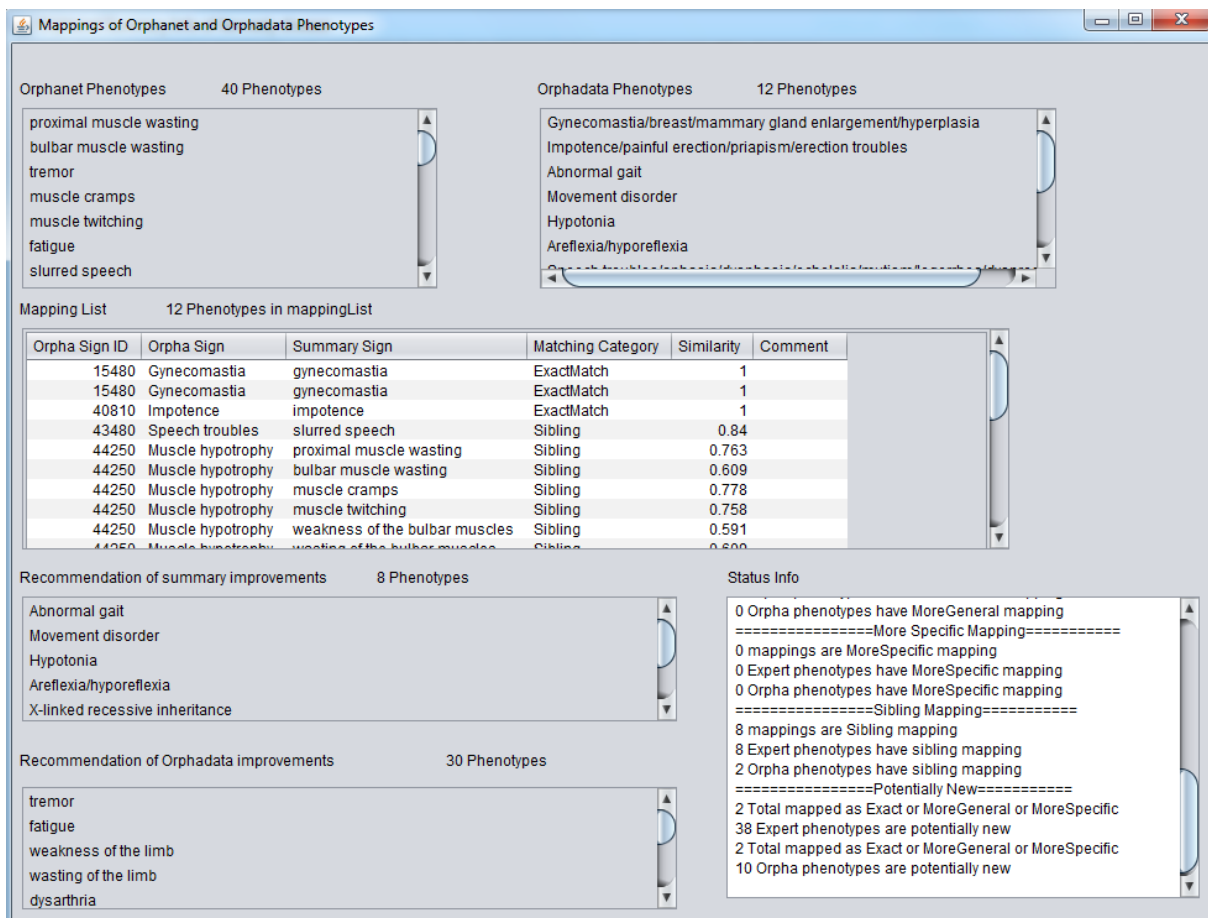 Mappings of Orphanet and Orphadata Phenotypes
Orphanet Phenotypes 40 Phenotypes
proximal muscle wasting
bulbar muscle wasting
tremor
muscle cramps
muscle twitching
fatigue
slurred speech
Orphadata Phenotypes 12 Phenotypes
Gynecomastia/breast/mammary gland enlargement/hyperplasia
Impotence/painful erection/priapism/erection troubles
Abnormal gait
Movement disorder
Hypotonia
Areflexia/hyporeflexia
Mapping List 12 Phenotypes in mappingList
Orpha Sign ID Orpha Sign Summary Sign Matching Category Similarity Comment
15480 Gynecomastia gynecomastia ExactMatch 1
15480 Gynecomastia gynecomastia ExactMatch 1
40810 Impotence impotence ExactMatch 1
43480 Speech troubles slurred speech Sibling 0.84
44250 Muscle hypotrophy proximal muscle wasting Sibling 0.763
44250 Muscle hypotrophy bulbar muscle wasting Sibling 0.609
44250 Muscle hypotrophy muscle cramps Sibling 0.778
44250 Muscle hypotrophy muscle twitching Sibling 0.758
44250 Muscle hypotrophy weakness of the bulbar muscles Sibling 0.591
44250 Muscle hypotrophy wasting of the bulbar muscles Sibling 0.609
Recommendation of summary improvements 8 Phenotypes
Abnormal gait
Movement disorder
Hypotonia
Areflexia/hyporeflexia
X-linked recessive inheritance
Recommendation of Orphadata improvements 30 Phenotypes
tremor
fatigue
weakness of the limb
wasting of the limb
dysarthria
Status Info
0 Orpha phenotypes have MoreGeneral mapping
================More Specific Mapping===========
0 mappings are MoreSpecific mapping
0 Expert phenotypes have MoreSpecific mapping
0 Orpha phenotypes have MoreSpecific mapping
================Sibling Mapping===========
8 mappings are Sibling mapping
8 Expert phenotypes have sibling mapping
2 Orpha phenotypes have sibling mapping
================Potentially New===========
2 Total mapped as Exact or MoreGeneral or MoreSpecific
38 Expert phenotypes are potentially new
2 Total mapped as Exact or MoreGeneral or MoreSpecific
10 Orpha phenotypes are potentially new